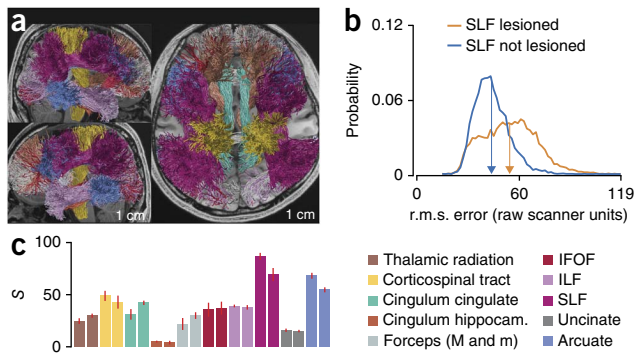 a
1 cm
1 cm
b
SLF lesioned
SLF not lesioned
0.12
0.06
0
Probability
0
60
119
r.m.s. error (raw scanner units)
c
100
50
0
S
Thalamic radiation
Corticospinal tract
Cingulum cingulate
Cingulum hippocam.
Forceps (M and m)
IFOF
ILF
SLF
Uncinate
Arcuate